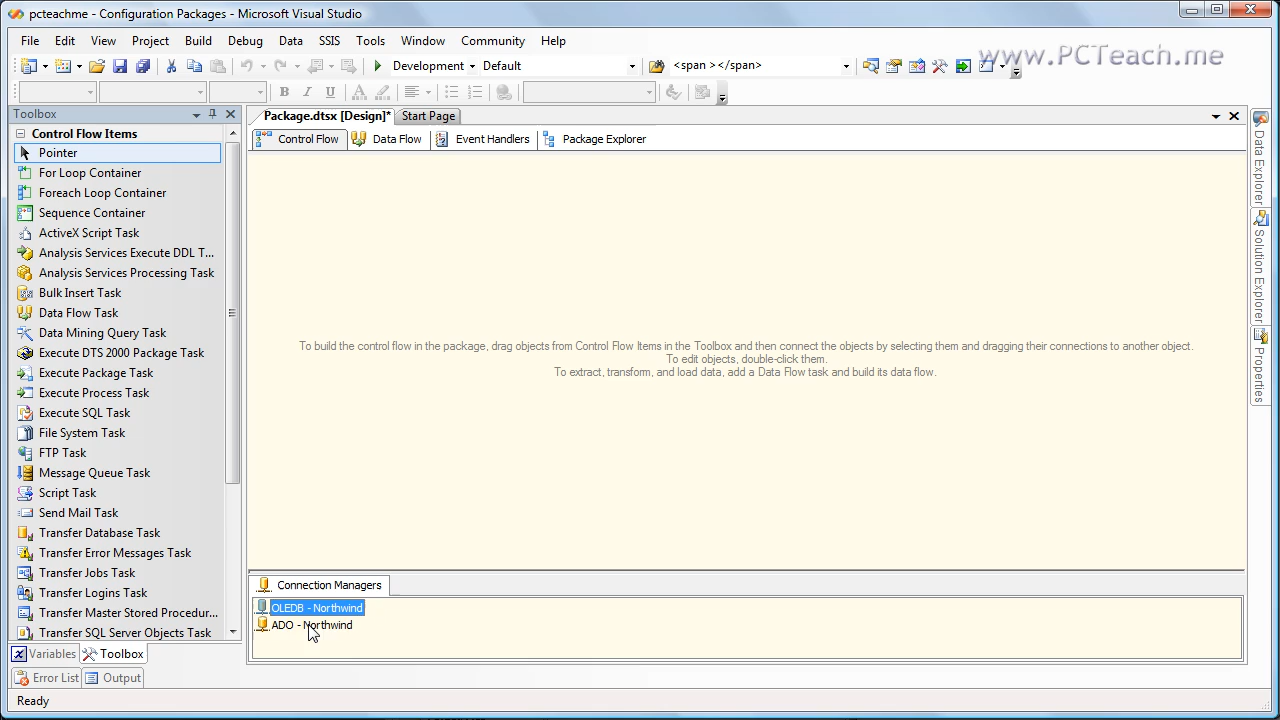 pcteachme - Configuration Packages - Microsoft Visual Studio
File Edit View Project Build Debug Data SSIS Tools Window Community Help
Development Default <span ></span>
www.PCTeach.me
B I U A
Toolbox
Control Flow Items
Pointer
For Loop Container
Foreach Loop Container
Sequence Container
ActiveX Script Task
Analysis Services Execute DDL T...
Analysis Services Processing Task
Bulk Insert Task
Data Flow Task
Data Mining Query Task
Execute DTS 2000 Package Task
Execute Package Task
Execute Process Task
Execute SQL Task
File System Task
FTP Task
Message Queue Task
Script Task
Send Mail Task
Transfer Database Task
Transfer Error Messages Task
Transfer Jobs Task
Transfer Logins Task
Transfer Master Stored Procedur...
Transfer SQL Server Objects Task
Variables Toolbox
Error List Output
Ready
Package.dtsx [Design]* Start Page
Control Flow Data Flow Event Handlers Package Explorer
To build the control flow in the package, drag objects from Control Flow Items in the Toolbox and then connect the objects by selecting them and dragging their connections to another object.
To edit objects, double-click them.
To extract, transform, and load data, add a Data Flow task and build its data flow.
Connection Managers
OLEDB - Northwind
ADO - Northwind
Data Explorer
Solution Explorer
Properties